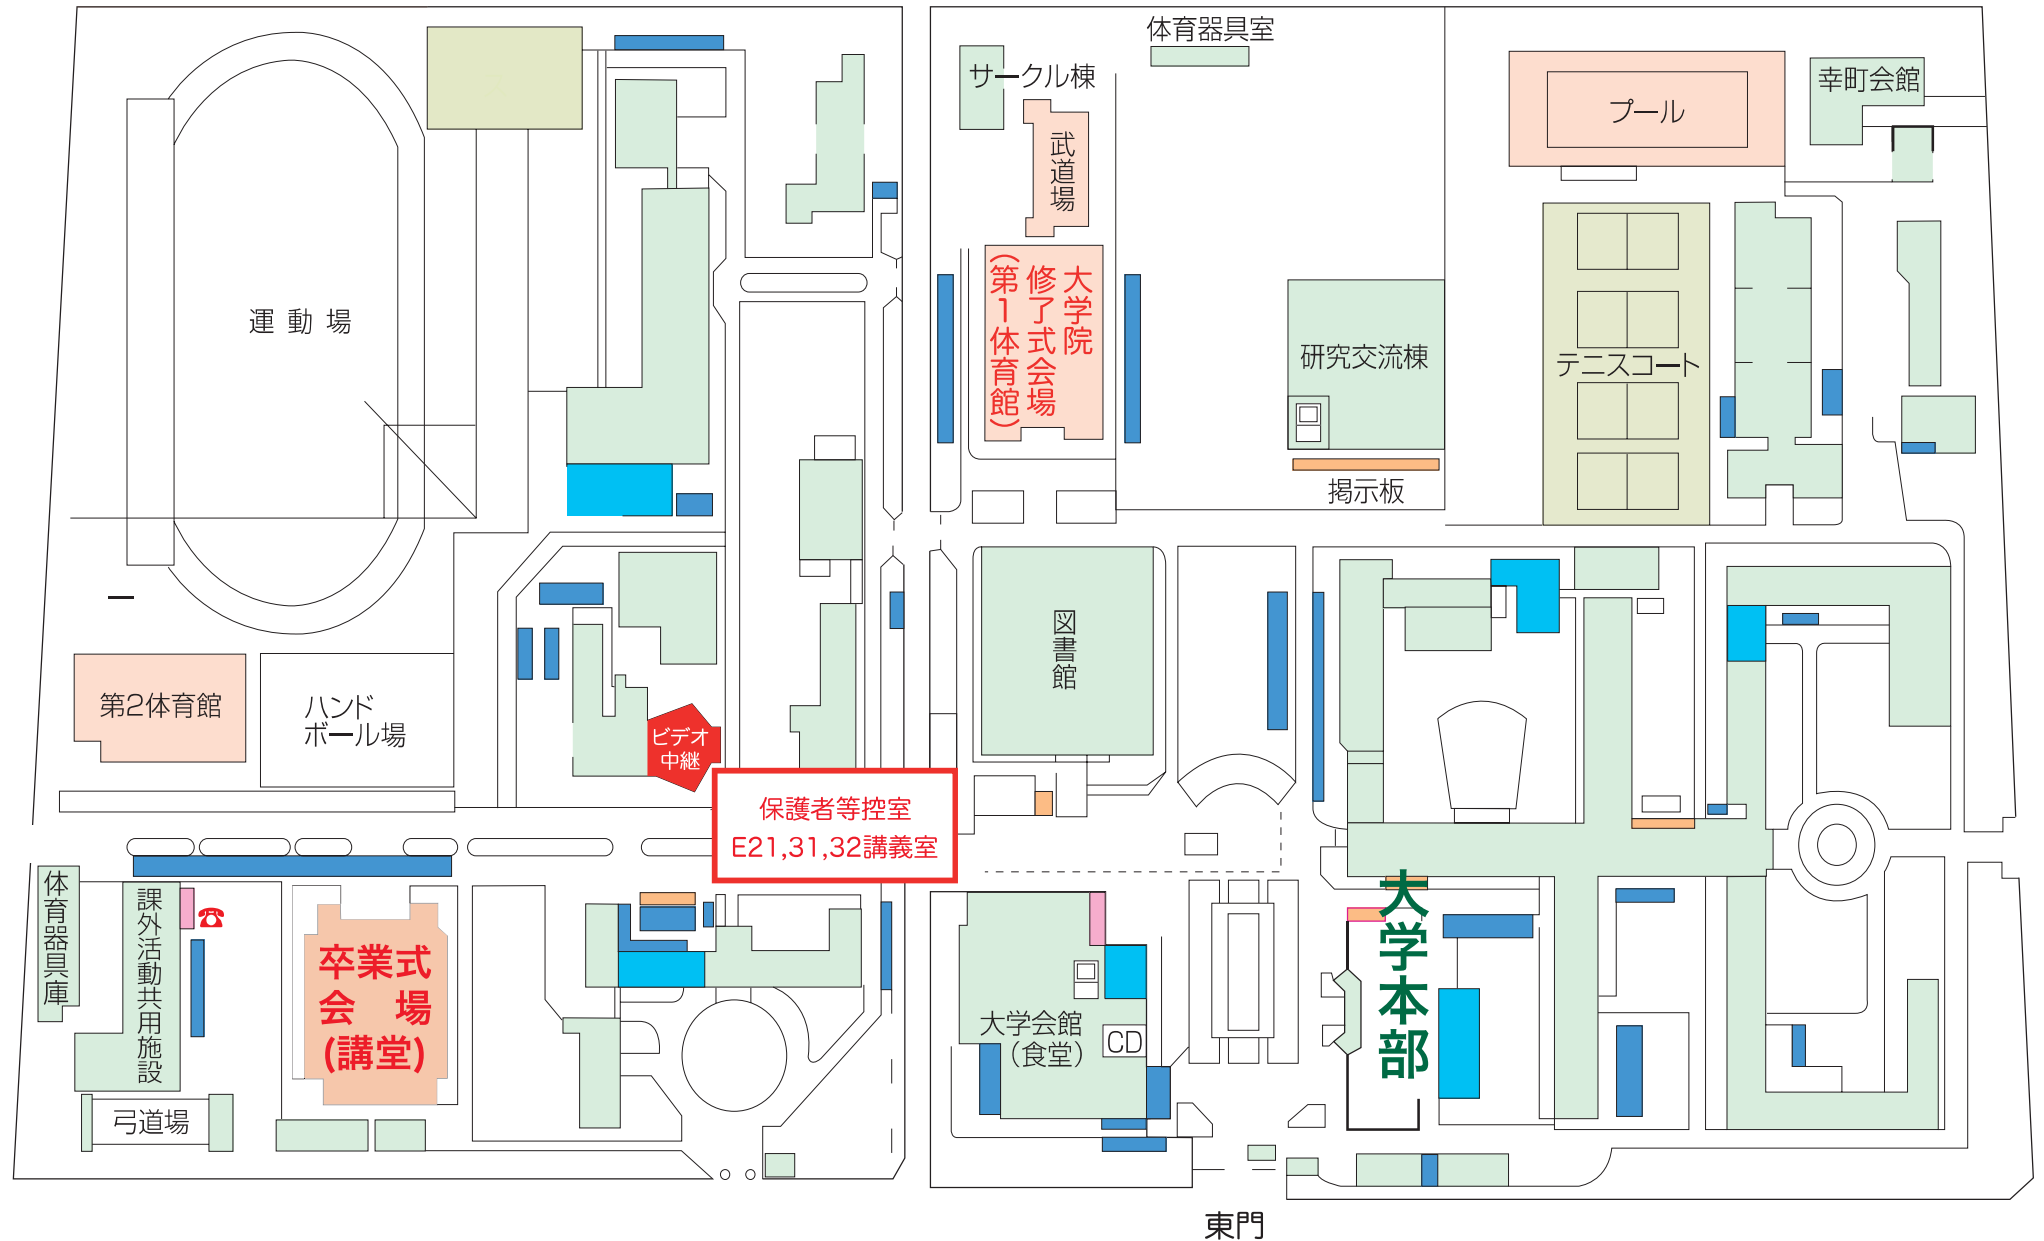 体育器具室
サークル棟
幸町会館
プール
武道場
大学院
修了式会場
（第１体育館）
運動場
研究交流棟
テニスコート
掲示板
図書館
第2体育館
ハンド
ボール場
ビデオ
中継
保護者等控室
E21,31,32講義室
体育器具庫
課外活動共用施設
☎
卒業式
会　場
(講堂)
大学本部
大学会館
（食堂）
CD
弓道場
東門